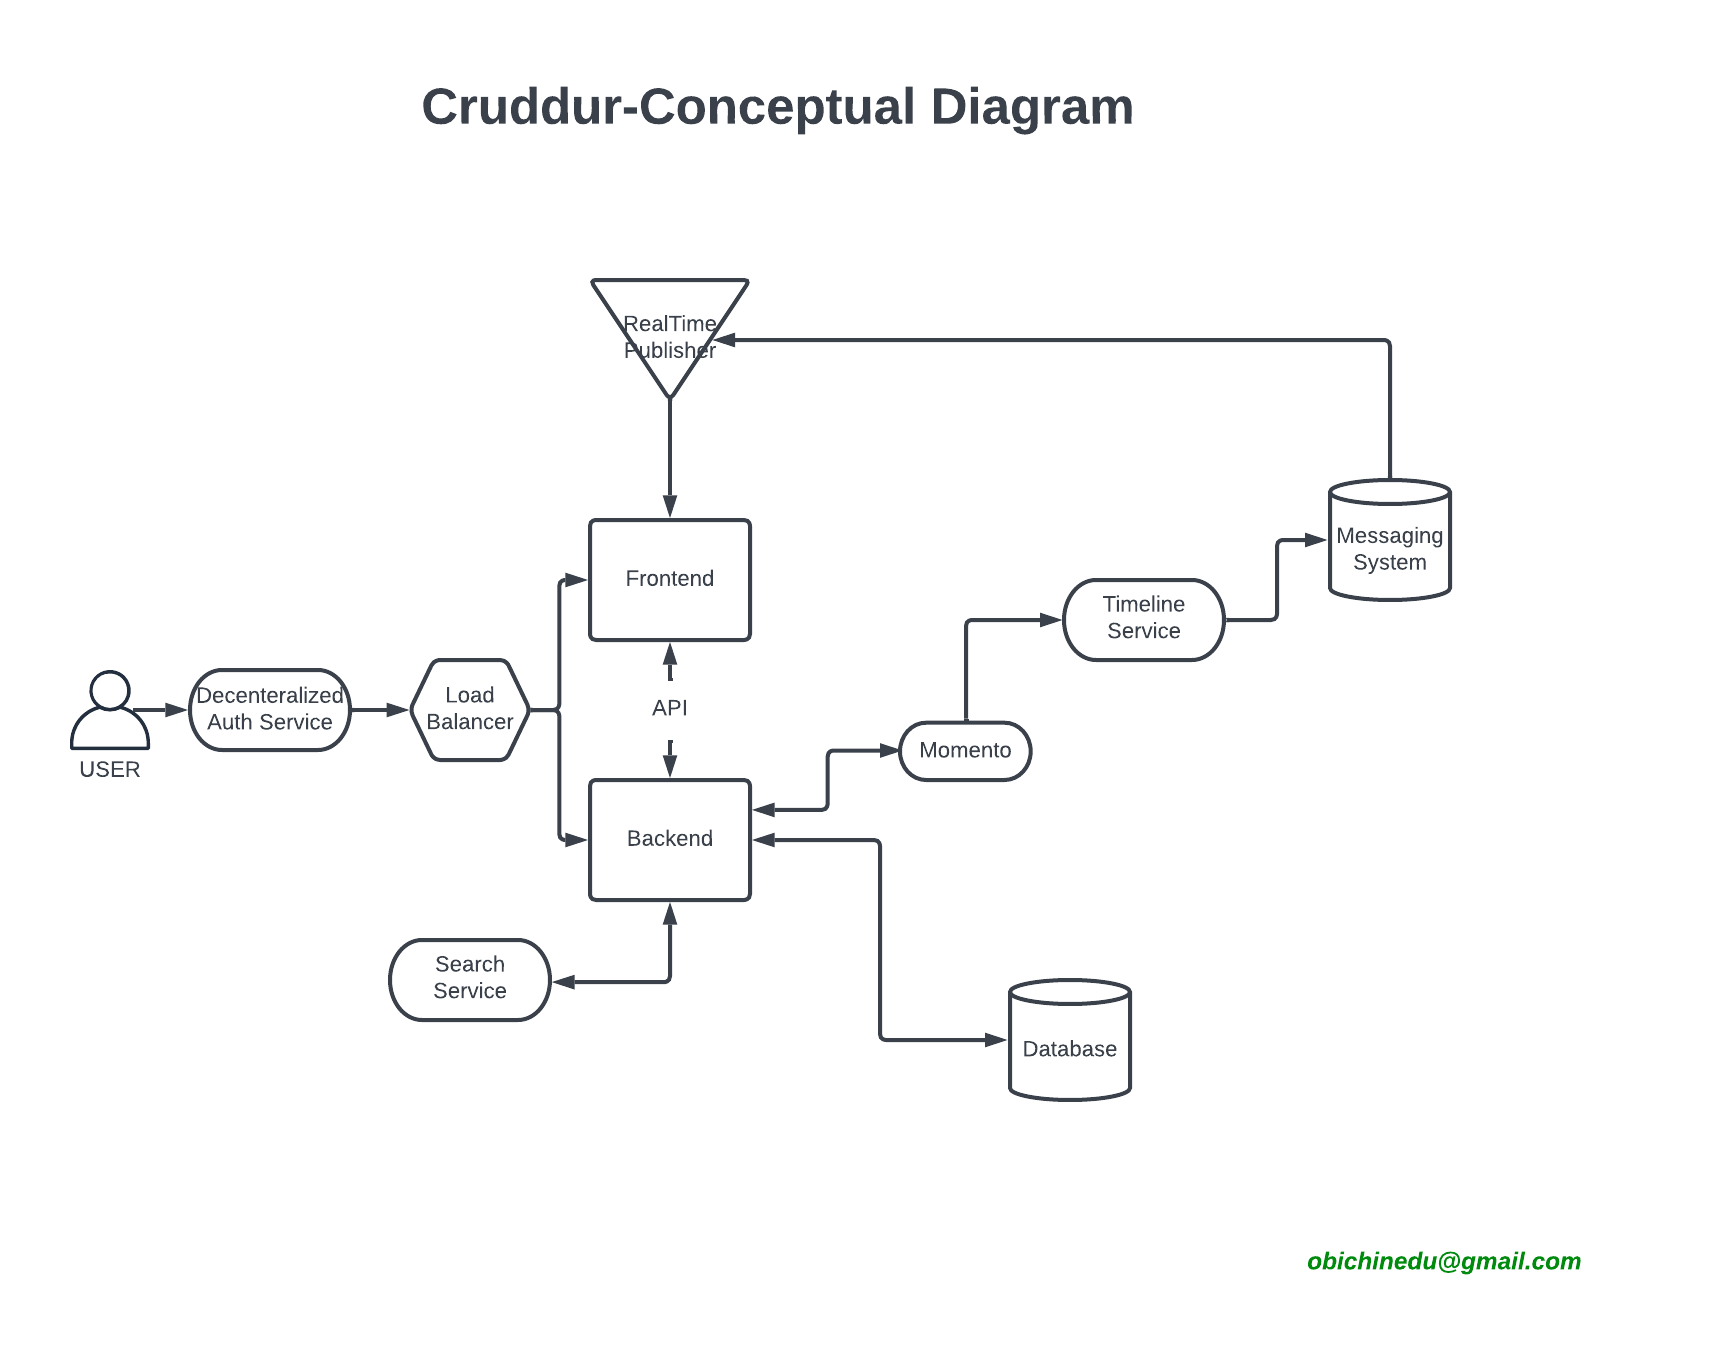 Cruddur-Conceptual Diagram
RealTime
Publisher
Messaging
System
Frontend
Timeline
Service
Decenteralized
Auth Service
Load
Balancer
API
Momento
USER
Backend
Search
Service
Database
obichinedu@gmail.com